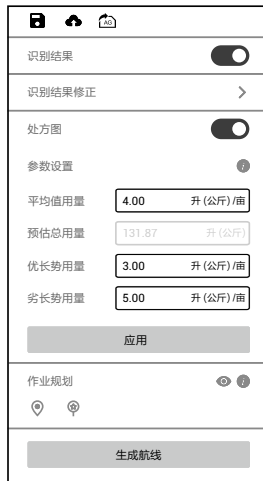 AG
识别结果
识别结果修正
处方图
参数设置
平均值用量 4.00 升(公斤)/亩
预估总用量 131.87 升(公斤)
优长势用量 3.00 升(公斤)/亩
劣长势用量 5.00 升(公斤)/亩
应用
作业规划
生成航线